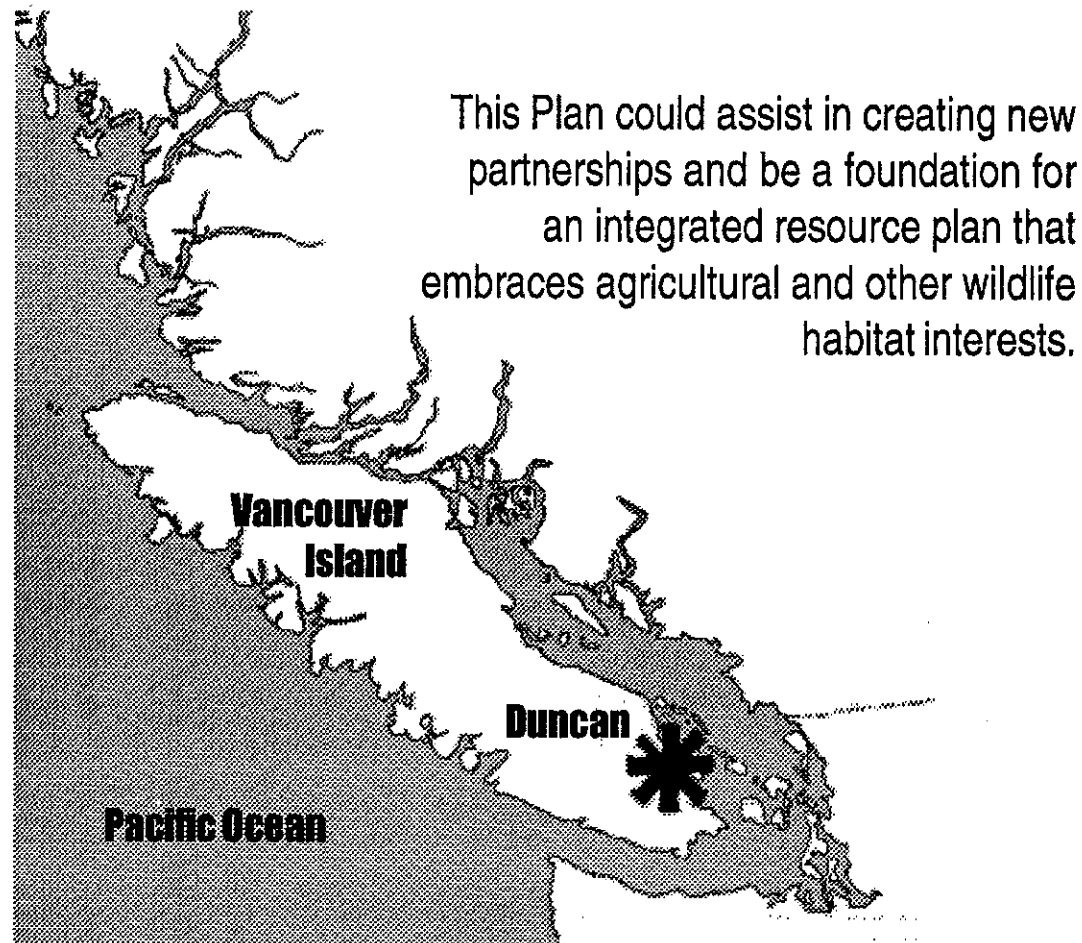 This Plan could assist in creating new
partnerships and be a foundation for
an integrated resource plan that
embraces agricultural and other wildlife
habitat interests.
Vancouver
Island
Duncan
Pacific Ocean